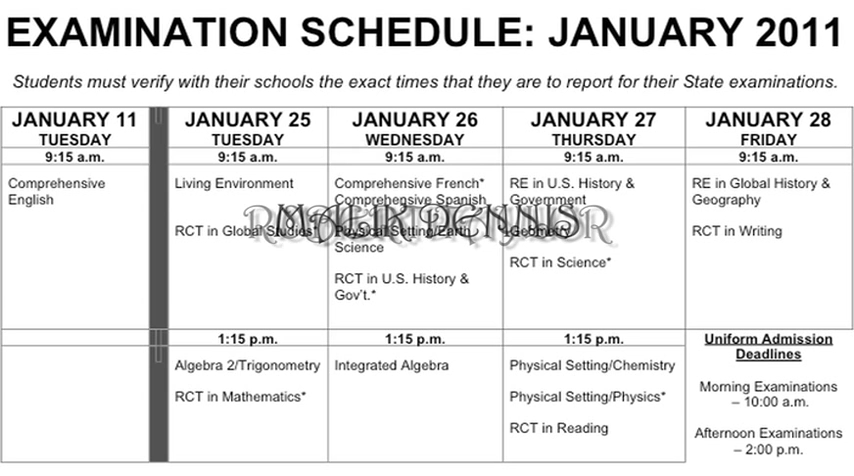 EXAMINATION SCHEDULE: JANUARY 2011
Students must verify with their schools the exact times that they are to report for their State examinations.
JANUARY 11
TUESDAY
9:15 a.m.
Comprehensive
English
JANUARY 25
TUESDAY
9:15 a.m.
Living Environment
RCT in Global Studies*
1:15 p.m.
Algebra 2/Trigonometry
RCT in Mathematics*
JANUARY 26
WEDNESDAY
9:15 a.m.
Comprehensive French*
Comprehensive Spanish
Physical Setting/Earth
Science
RCT in U.S. History &
Gov't.*
1:15 p.m.
Integrated Algebra
JANUARY 27
THURSDAY
9:15 a.m.
RE in U.S. History &
Government
Geometry
RCT in Science*
1:15 p.m.
Physical Setting/Chemistry
Physical Setting/Physics*
RCT in Reading
JANUARY 28
FRIDAY
9:15 a.m.
RE in Global History &
Geography
RCT in Writing
Uniform Admission
Deadlines
Morning Examinations
– 10:00 a.m.
Afternoon Examinations
– 2:00 p.m.
MALIK DENNIS